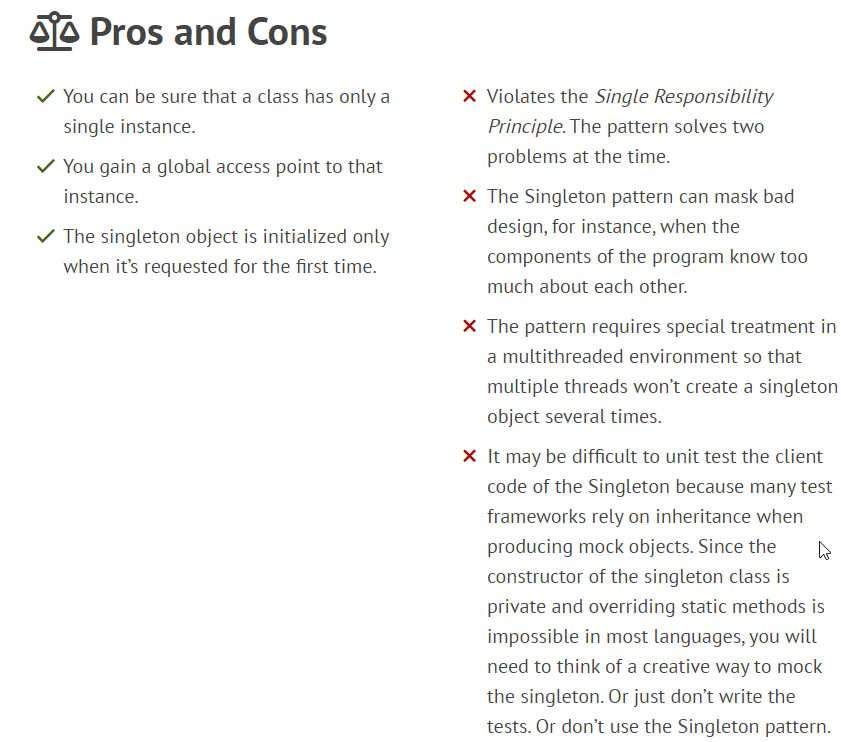 Pros and Cons
You can be sure that a class has only a
single instance.
You gain a global access point to that
instance.
The singleton object is initialized only
when it’s requested for the first time.
Violates the Single Responsibility
Principle. The pattern solves two
problems at the time.
The Singleton pattern can mask bad
design, for instance, when the
components of the program know too
much about each other.
The pattern requires special treatment in
a multithreaded environment so that
multiple threads won’t create a singleton
object several times.
It may be difficult to unit test the client
code of the Singleton because many test
frameworks rely on inheritance when
producing mock objects. Since the
constructor of the singleton class is
private and overriding static methods is
impossible in most languages, you will
need to think of a creative way to mock
the singleton. Or just don’t write the
tests. Or don’t use the Singleton pattern.